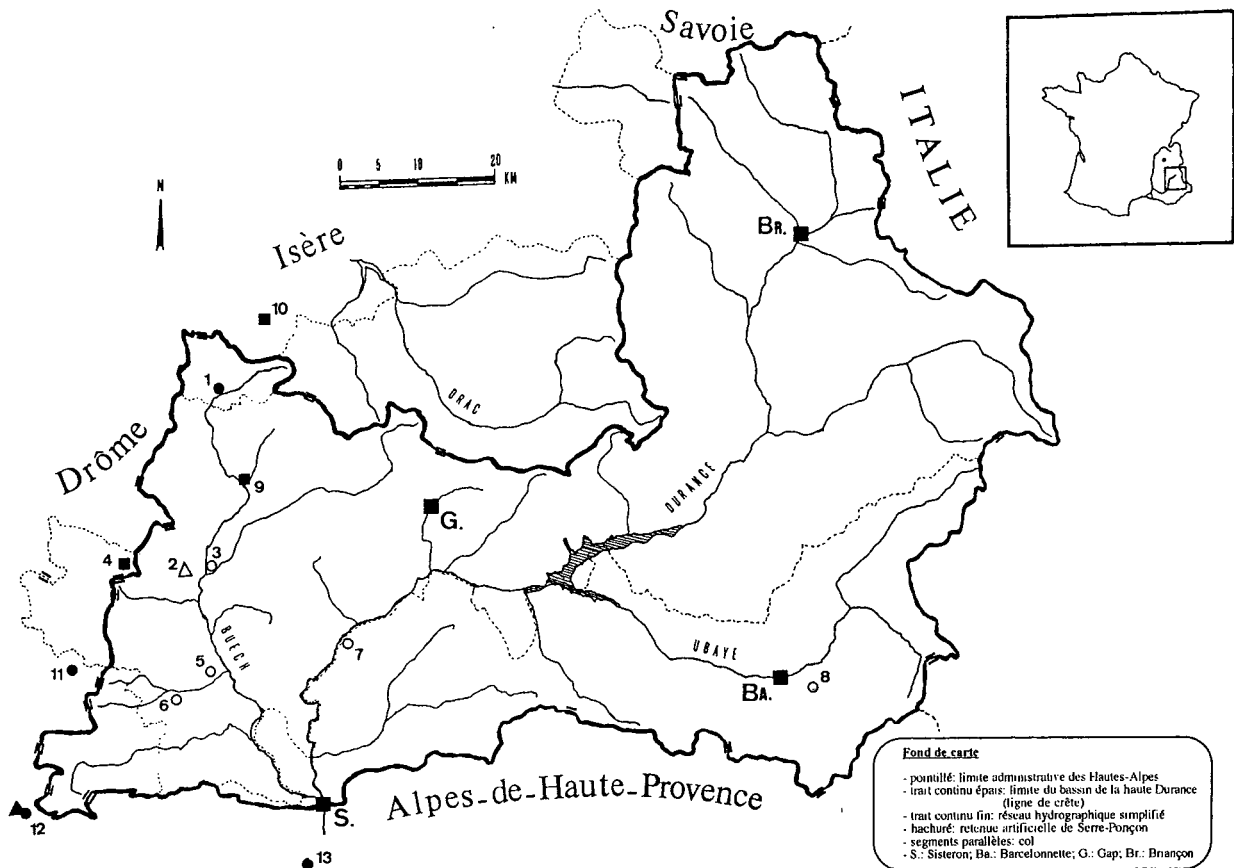 Savoie
ITALIE
0 5 10 20
KM
N
Isère
BR.
10
1
DRAC
Drôme
9
G.
DURANCE
4
2
3
BUECH
UBAYE
11
5
7
6
BA.
8
12
S.
Alpes-de-Haute-Provence
13
Fond de carte
- pointillé: limite administrative des Hautes-Alpes
- trait continu épais: limite du bassin de la haute Durance
(ligne de crête)
- trait continu fin: réseau hydrographique simplifié
- hachuré: retenue artificielle de Serre-Ponçon
- segments parallèles: col
- S.: Sisteron; Ba.: Barcelonnette; G.: Gap; Br.: Briançon